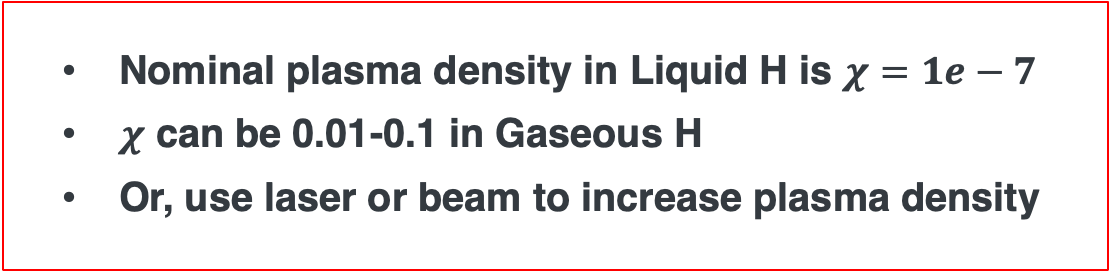 • Nominal plasma density in Liquid H is χ = 1e − 7
• χ can be 0.01-0.1 in Gaseous H
• Or, use laser or beam to increase plasma density